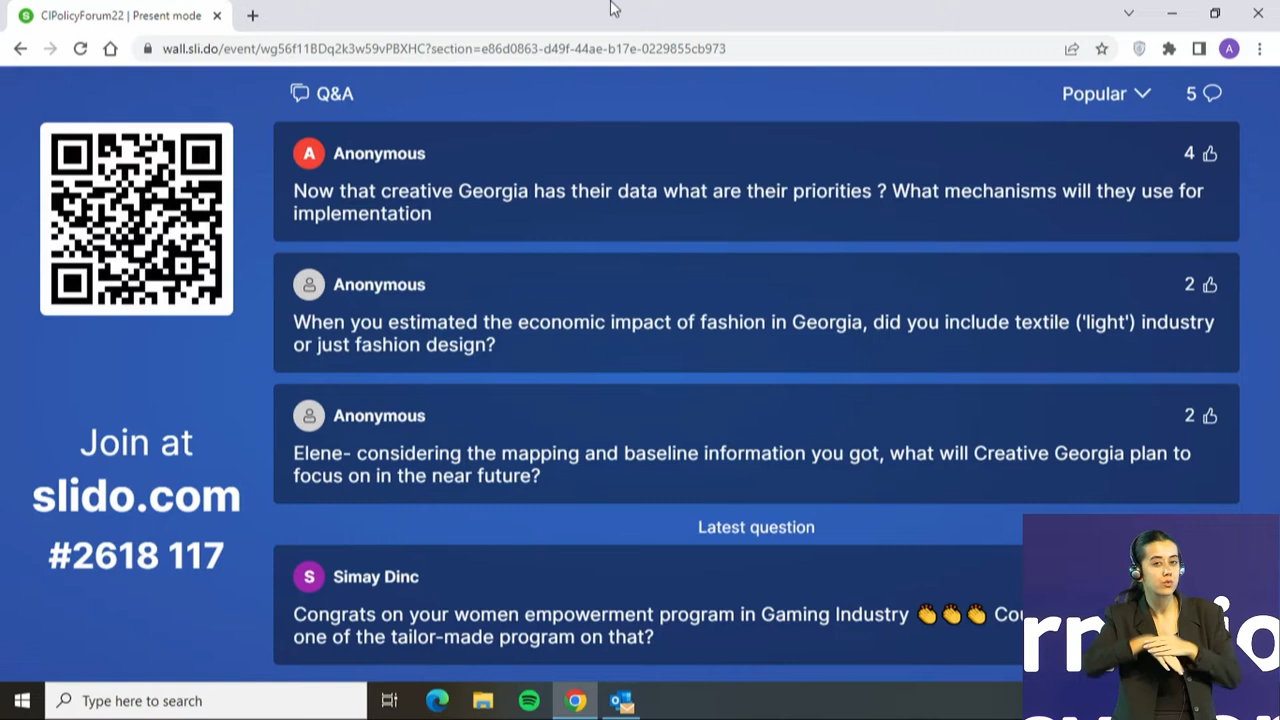 CIPolicyForum22 | Present mode
wall.sli.do/event/wg56f11BDq2k3w59vPBXHC?section=e86d0863-d49f-44ae-b17e-0229855cb973
A
Q&A
Popular
5
A Anonymous
4
Now that creative Georgia has their data what are their priorities ? What mechanisms will they use for
implementation
Anonymous
2
When you estimated the economic impact of fashion in Georgia, did you include textile ('light') industry
or just fashion design?
Anonymous
2
Elene- considering the mapping and baseline information you got, what will Creative Georgia plan to
focus on in the near future?
Join at
slido.com
#2618 117
Latest question
S Simay Dinc
Congrats on your women empowerment program in Gaming Industry 👏👏👏
one of the tailor-made program on that?
Type here to search